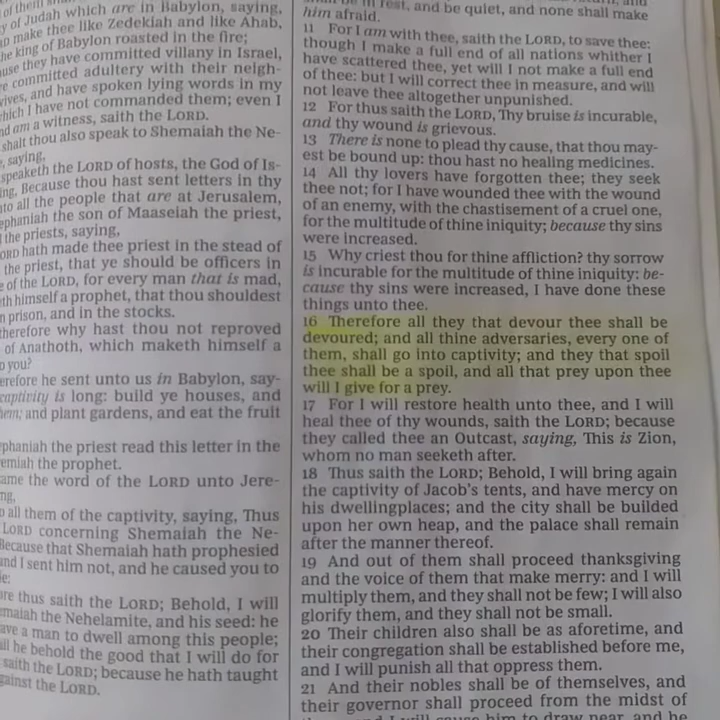 of Judah which are in Babylon, saying,
make thee like Zedekiah and like Ahab,
king of Babylon roasted in the fire;
they have committed villany in Israel,
committed adultery with their neigh-
and have spoken lying words in my
which I have not commanded them; even I
am a witness, saith the LORD.
shalt thou also speak to Shemaiah the Ne-
saying,
speaketh the LORD of hosts, the God of Is-
Because thou hast sent letters in thy
all the people that are at Jerusalem,
the son of Maaseiah the priest,
the priests, saying,
hath made thee priest in the stead of
the priest, that ye should be officers in
of the LORD, for every man that is mad,
himself a prophet, that thou shouldest
prison, and in the stocks.
therefore why hast thou not reproved
of Anathoth, which maketh himself a
you?
he sent unto us in Babylon, say-
captivity is long: build ye houses, and
and plant gardens, and eat the fruit
the priest read this letter in the
the prophet.
came the word of the LORD unto Jere-
all them of the captivity, saying, Thus
LORD concerning Shemaiah the Ne-
Because that Shemaiah hath prophesied
and I sent him not, and he caused you to
thus saith the LORD; Behold, I will
the Nehelamite, and his seed: he
have a man to dwell among this people;
he behold the good that I will do for
saith the LORD; because he hath taught
against the LORD.
shall be in rest, and be quiet, and none shall make
him afraid.
11 For I am with thee, saith the LORD, to save thee:
though I make a full end of all nations whither I
have scattered thee, yet will I not make a full end
of thee: but I will correct thee in measure, and will
not leave thee altogether unpunished.
12 For thus saith the LORD, Thy bruise is incurable,
and thy wound is grievous.
13 There is none to plead thy cause, that thou may-
est be bound up: thou hast no healing medicines.
14 All thy lovers have forgotten thee; they seek
thee not; for I have wounded thee with the wound
of an enemy, with the chastisement of a cruel one,
for the multitude of thine iniquity; because thy sins
were increased.
15 Why criest thou for thine affliction? thy sorrow
is incurable for the multitude of thine iniquity: be-
cause thy sins were increased, I have done these
things unto thee.
16 Therefore all they that devour thee shall be
devoured; and all thine adversaries, every one of
them, shall go into captivity; and they that spoil
thee shall be a spoil, and all that prey upon thee
will I give for a prey.
17 For I will restore health unto thee, and I will
heal thee of thy wounds, saith the LORD; because
they called thee an Outcast, saying, This is Zion,
whom no man seeketh after.
18 Thus saith the LORD; Behold, I will bring again
the captivity of Jacob's tents, and have mercy on
his dwellingplaces; and the city shall be builded
upon her own heap, and the palace shall remain
after the manner thereof.
19 And out of them shall proceed thanksgiving
and the voice of them that make merry: and I will
multiply them, and they shall not be few; I will also
glorify them, and they shall not be small.
20 Their children also shall be as aforetime, and
their congregation shall be established before me,
and I will punish all that oppress them.
21 And their nobles shall be of themselves, and
their governor shall proceed from the midst of
I will cause him to draw near, and he